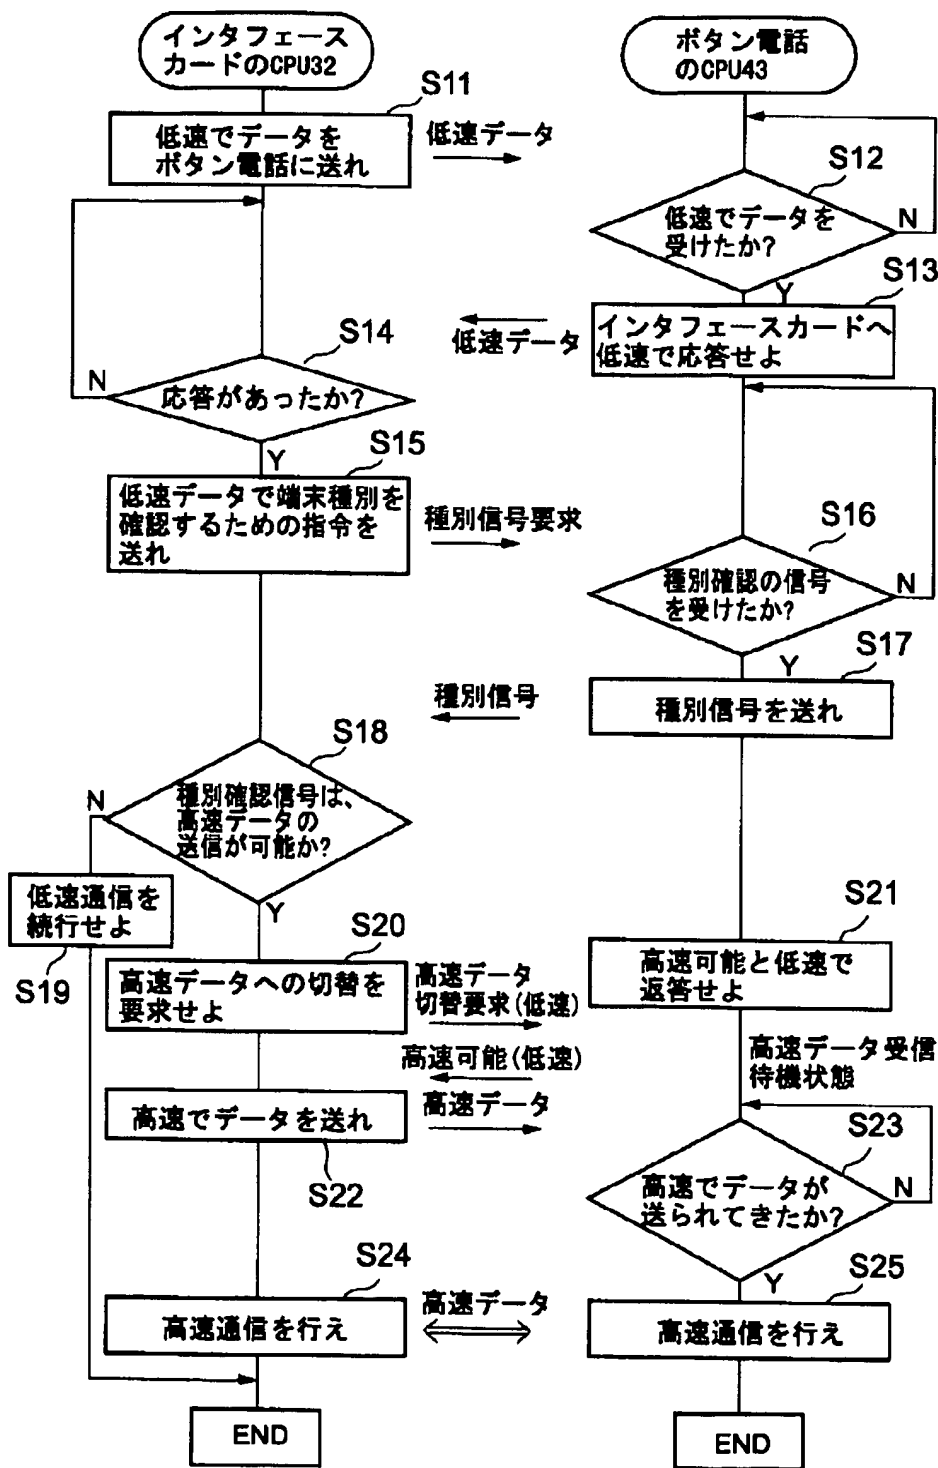 インタフェース
カードのCPU32
ボタン電話
のCPU43
S11
低速でデータを
ボタン電話に送れ
低速データ
S12
低速でデータを
受けたか?
N
Y
S13
インタフェースカードへ
低速で応答せよ
低速データ
S14
応答があったか?
N
Y
S15
低速データで端末種別を
確認するための指令を
送れ
種別信号要求
S16
種別確認の信号
を受けたか?
N
Y
S17
種別信号を送れ
種別信号
S18
種別確認信号は、
高速データの
送信が可能か?
N
Y
低速通信を
続行せよ
S19
S20
高速データへの切替を
要求せよ
高速データ
切替要求(低速)
S21
高速可能と低速で
返答せよ
高速可能(低速)
高速データ受信
待機状態
高速でデータを送れ
S22
高速データ
S23
高速でデータが
送られてきたか?
N
Y
S24
高速通信を行え
高速データ
S25
高速通信を行え
END
END